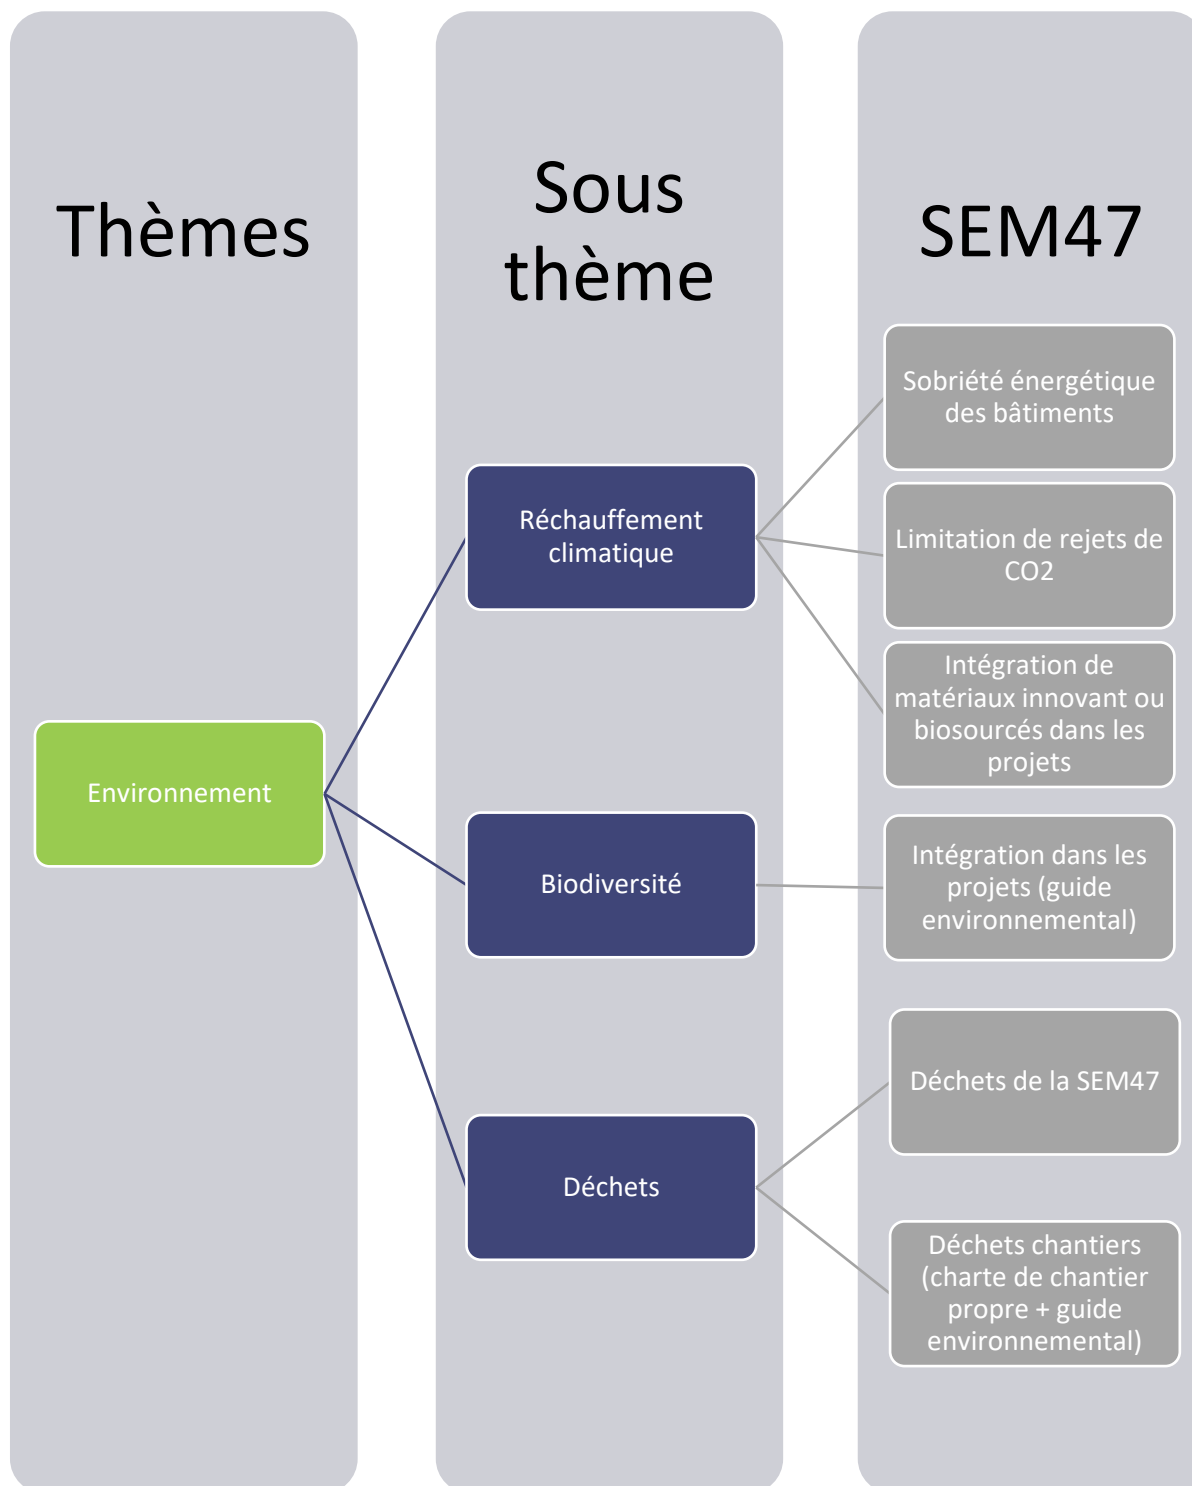 Thèmes
Sous
thème
SEM47
Environnement
Réchauffement
climatique
Sobriété énergétique
des bâtiments
Limitation de rejets de
CO2
Intégration de
matériaux innovant ou
biosourcés dans les
projets
Biodiversité
Intégration dans les
projets (guide
environnemental)
Déchets
Déchets de la SEM47
Déchets chantiers
(charte de chantier
propre + guide
environnemental)